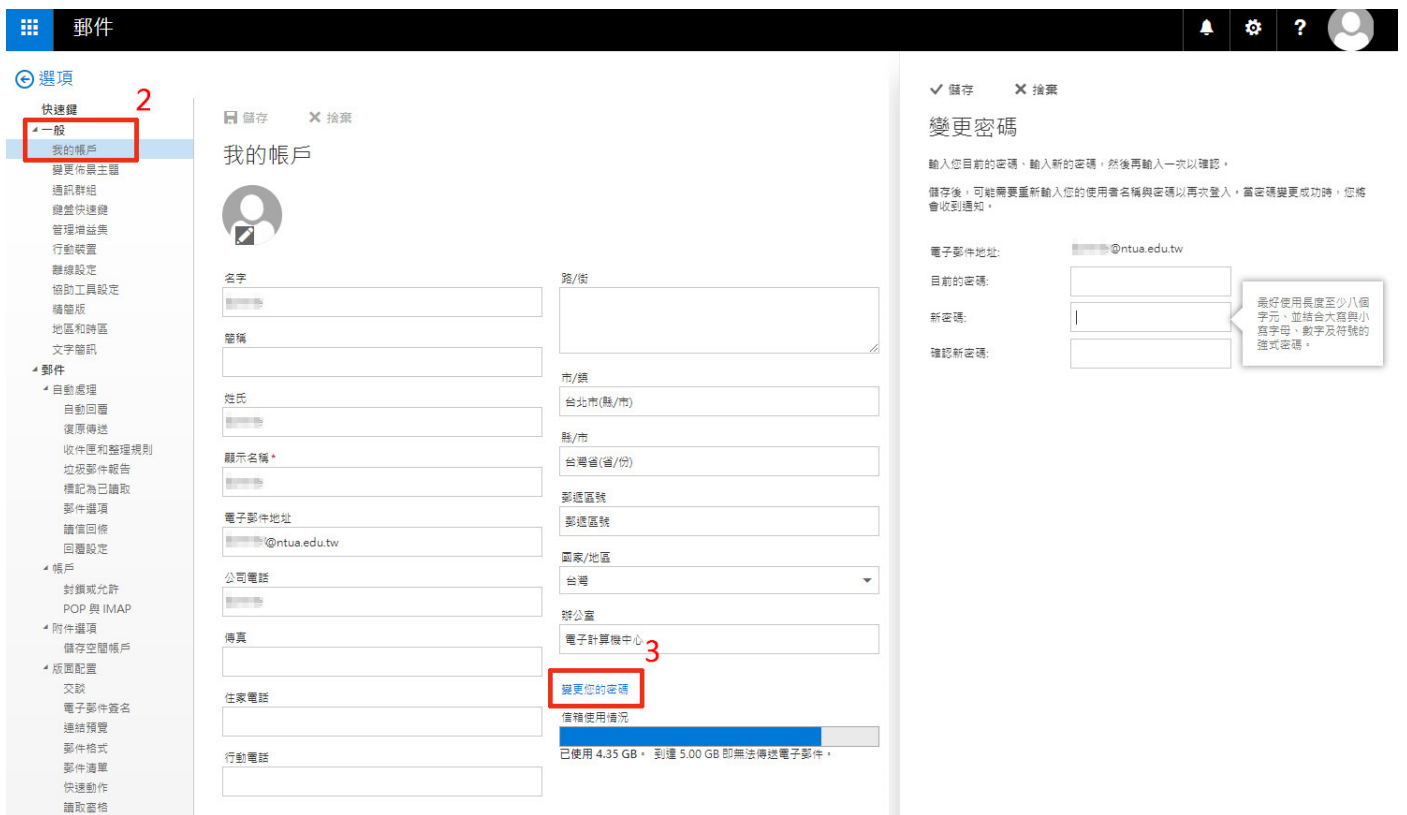 郵件
?
選項
快速鍵
2
一般
我的帳戶
變更佈景主題
通訊群組
鍵盤快速鍵
管理增益集
行動裝置
離線設定
協助工具設定
精簡版
地區和時區
文字簡訊
郵件
自動處理
自動回覆
復原傳送
收件匣和整理規則
垃圾郵件報告
標記為已讀取
郵件選項
讀信回條
回覆設定
帳戶
封鎖或允許
POP 與 IMAP
附件選項
儲存空間帳戶
版面配置
交談
電子郵件簽名
連結預覽
郵件格式
郵件清單
快速動作
讀取窗格
儲存 捨棄
我的帳戶
名字
簡稱
姓氏
顯示名稱*
電子郵件地址
@ntua.edu.tw
公司電話
傳真
住家電話
行動電話
路/街
市/鎮
台北市(縣/市)
縣/市
台灣省(省/份)
郵遞區號
郵遞區號
國家/地區
台灣
辦公室
電子計算機中心
3
變更您的密碼
信箱使用情況
已使用 4.35 GB。 到達 5.00 GB 即無法傳送電子郵件。
儲存 捨棄
變更密碼
輸入您目前的密碼、輸入新的密碼，然後再輸入一次以確認。
儲存後，可能需要重新輸入您的使用者名稱與密碼以再次登入。當密碼變更成功時，您將
會收到通知。
電子郵件地址: @ntua.edu.tw
目前的密碼:
新密碼:
確認新密碼:
最好使用長度至少八個
字元、並結合大寫與小
寫字母、數字及符號的
強式密碼。